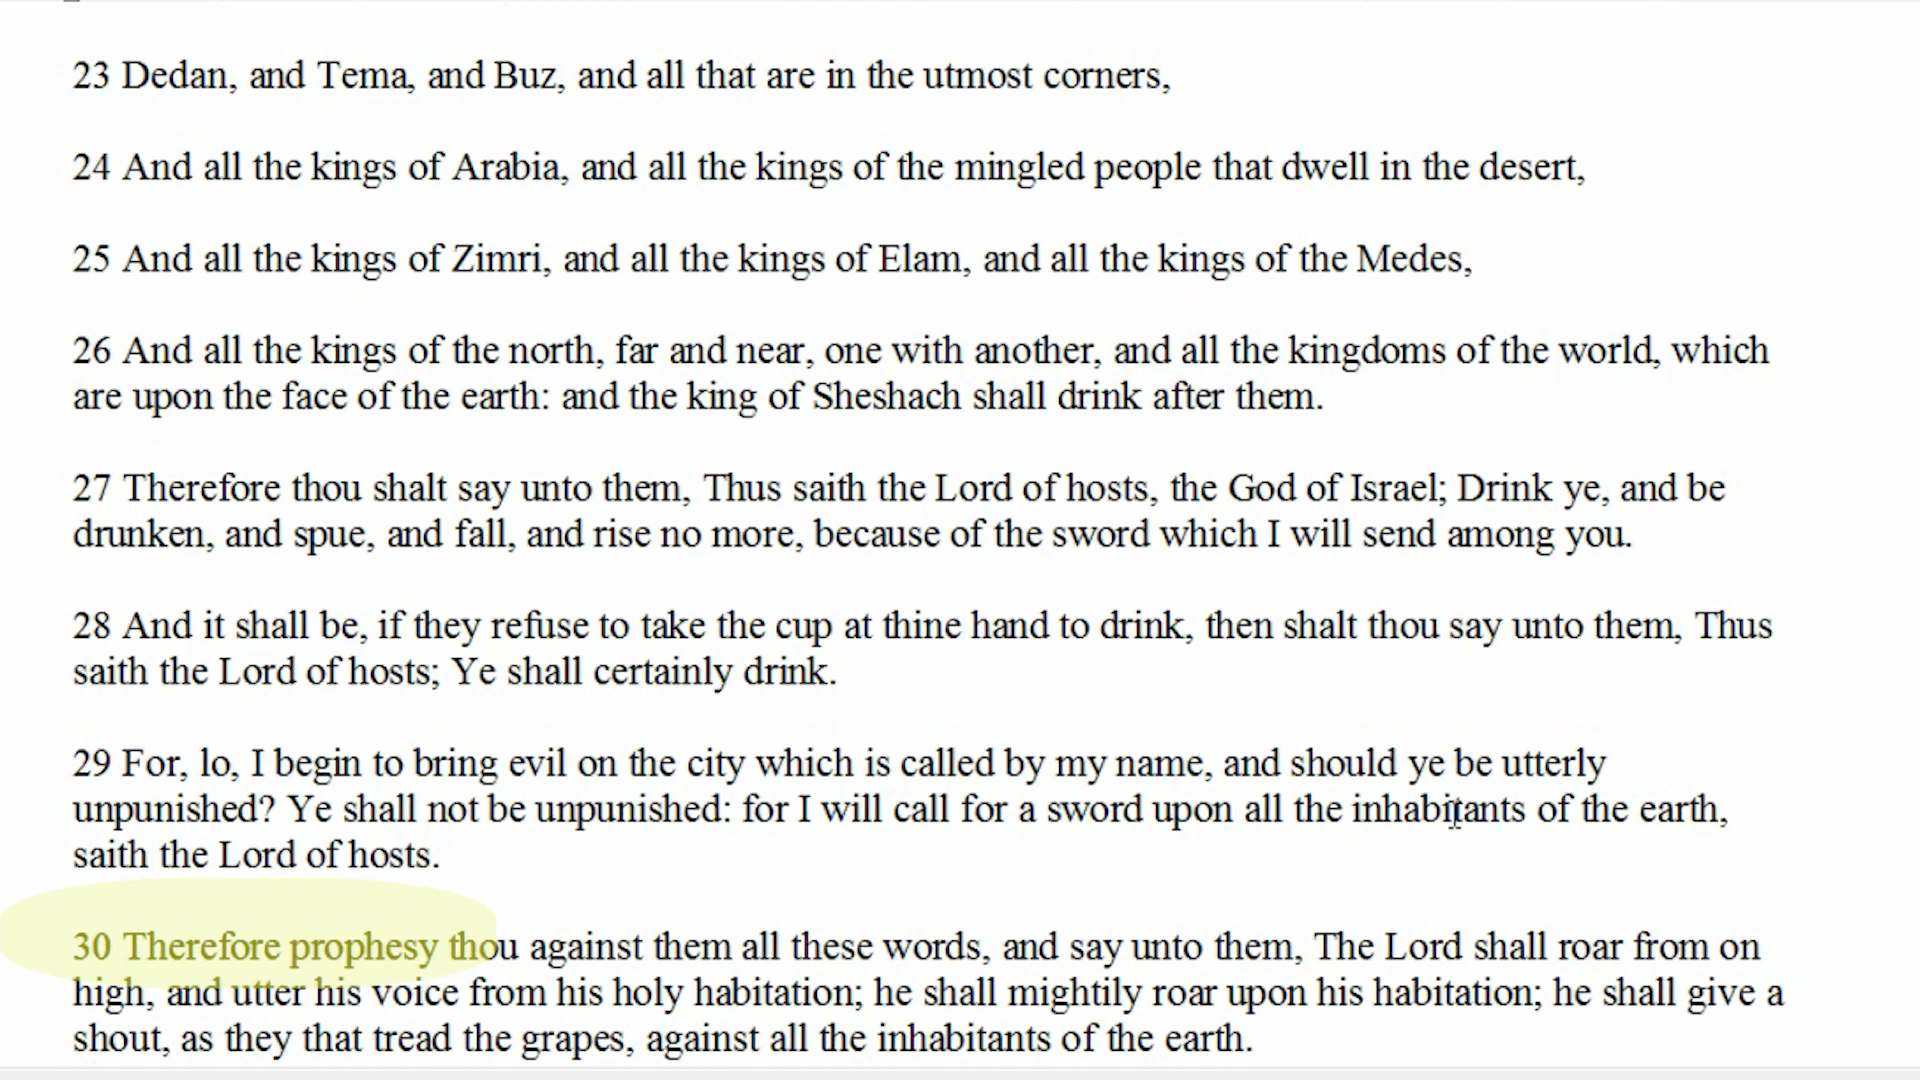 23 Dedan, and Tema, and Buz, and all that are in the utmost corners,
24 And all the kings of Arabia, and all the kings of the mingled people that dwell in the desert,
25 And all the kings of Zimri, and all the kings of Elam, and all the kings of the Medes,
26 And all the kings of the north, far and near, one with another, and all the kingdoms of the world, which
are upon the face of the earth: and the king of Sheshach shall drink after them.
27 Therefore thou shalt say unto them, Thus saith the Lord of hosts, the God of Israel; Drink ye, and be
drunken, and spue, and fall, and rise no more, because of the sword which I will send among you.
28 And it shall be, if they refuse to take the cup at thine hand to drink, then shalt thou say unto them, Thus
saith the Lord of hosts; Ye shall certainly drink.
29 For, lo, I begin to bring evil on the city which is called by my name, and should ye be utterly
unpunished? Ye shall not be unpunished: for I will call for a sword upon all the inhabitants of the earth,
saith the Lord of hosts.
30 Therefore prophesy thou against them all these words, and say unto them, The Lord shall roar from on
high, and utter his voice from his holy habitation; he shall mightily roar upon his habitation; he shall give a
shout, as they that tread the grapes, against all the inhabitants of the earth.